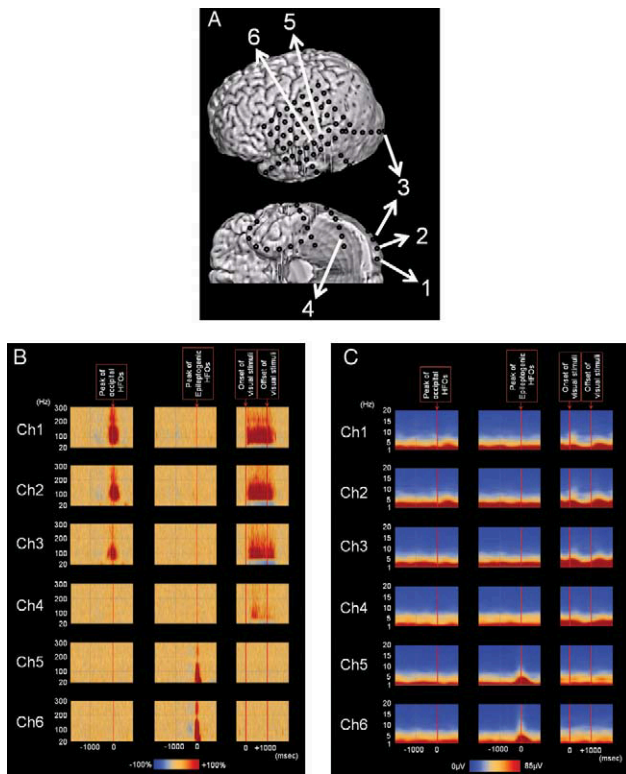 A
6
5
3
2
1
4
B
Peak of occipital HFOs
Peak of Epileptogenic HFOs
Onset of visual stimuli
Offset of visual stimuli
(Hz)
Ch1
300
200
100
20
Ch2
300
200
100
20
Ch3
300
200
100
20
Ch4
300
200
100
20
Ch5
300
200
100
20
Ch6
300
200
100
20
-1000 0
-1000 0
0 +1000
(msec)
-100% +100%
C
Peak of occipital HFOs
Peak of Epileptogenic HFOs
Onset of visual stimuli
Offset of visual stimuli
(Hz)
Ch1
20
15
10
5
1
Ch2
20
15
10
5
1
Ch3
20
15
10
5
1
Ch4
20
15
10
5
1
Ch5
20
15
10
5
1
Ch6
20
15
10
5
1
-1000 0
-1000 0
0 +1000
(msec)
0μV 85μV